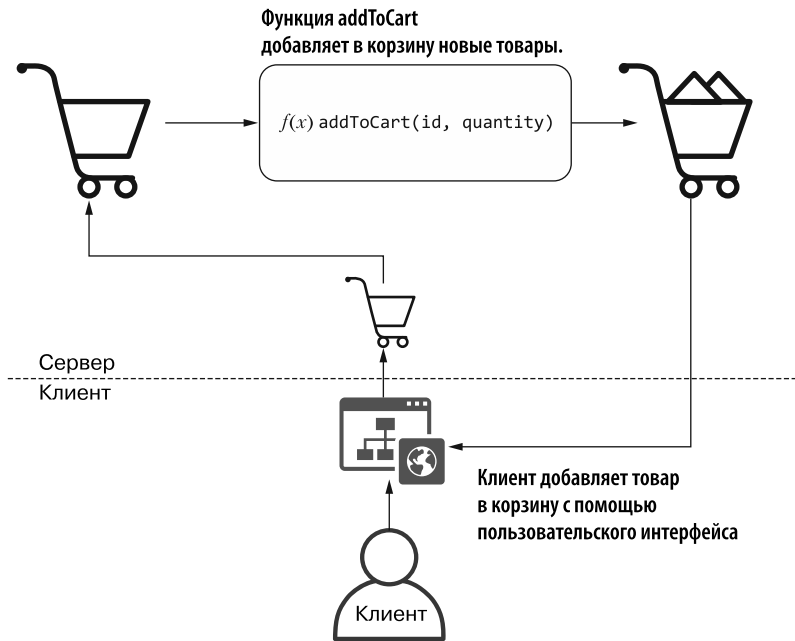 Функция addToCart
добавляет в корзину новые товары.
f(x) addToCart(id, quantity)
Сервер
Клиент
Клиент добавляет товар
в корзину с помощью
пользовательского интерфейса
Клиент